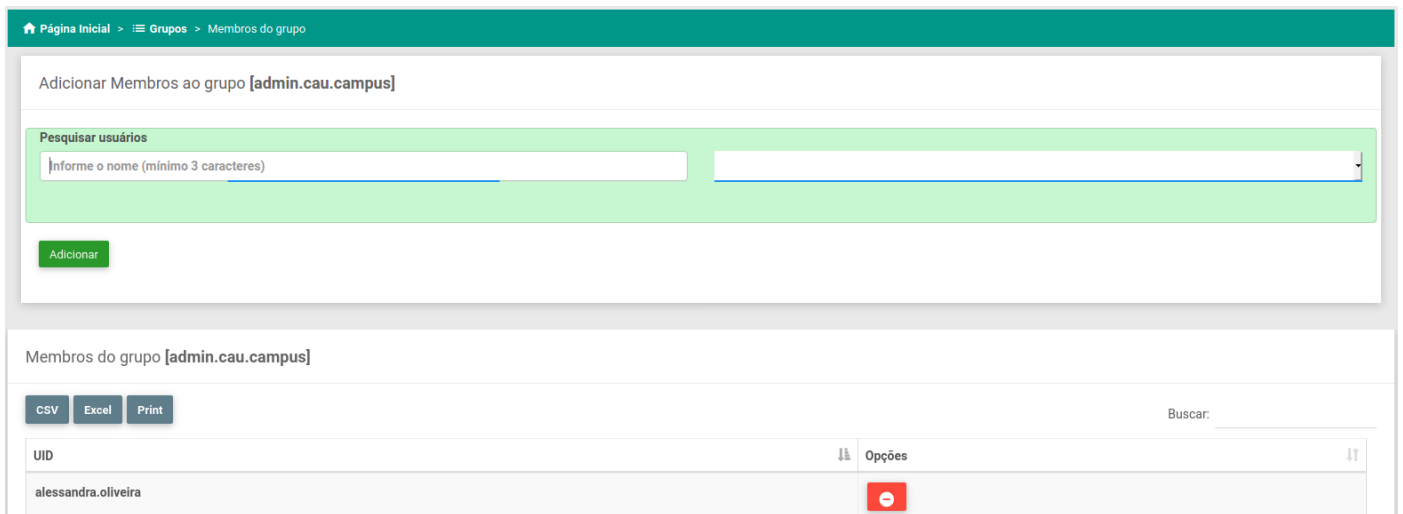 Página Inicial > Grupos > Membros do grupo
Adicionar Membros ao grupo [admin.cau.campus]
Pesquisar usuários
Informe o nome (mínimo 3 caracteres)
Adicionar
Membros do grupo [admin.cau.campus]
CSV Excel Print
Buscar:
UID Opções
alessandra.oliveira